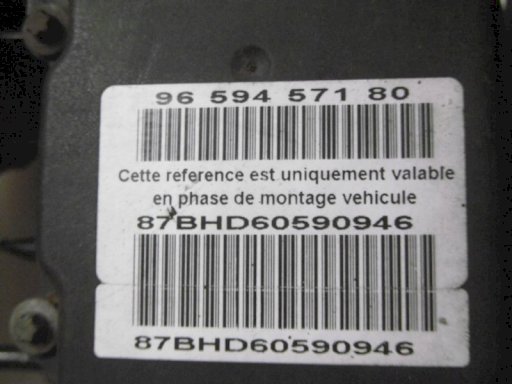 96 594 571 80
Cette reference est uniquement valable
en phase de montage vehicule
87BHD60590946
87BHD60590946